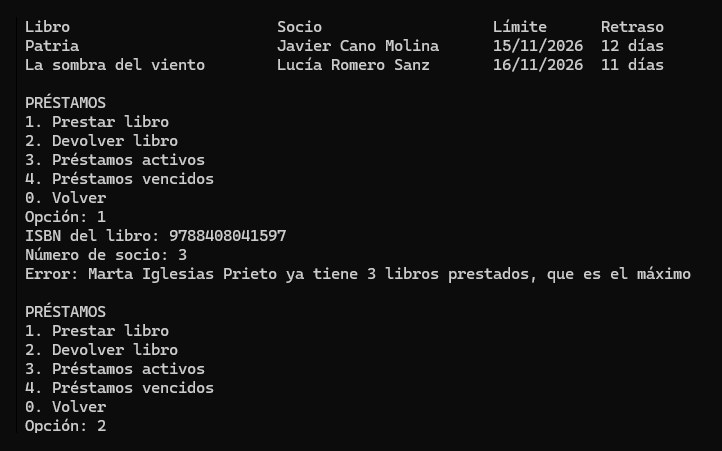 Libro Socio Límite Retraso
Patria Javier Cano Molina 15/11/2026 12 días
La sombra del viento Lucía Romero Sanz 16/11/2026 11 días
PRÉSTAMOS
1. Prestar libro
2. Devolver libro
3. Préstamos activos
4. Préstamos vencidos
0. Volver
Opción: 1
ISBN del libro: 9788408041597
Número de socio: 3
Error: Marta Iglesias Prieto ya tiene 3 libros prestados, que es el máximo
PRÉSTAMOS
1. Prestar libro
2. Devolver libro
3. Préstamos activos
4. Préstamos vencidos
0. Volver
Opción: 2